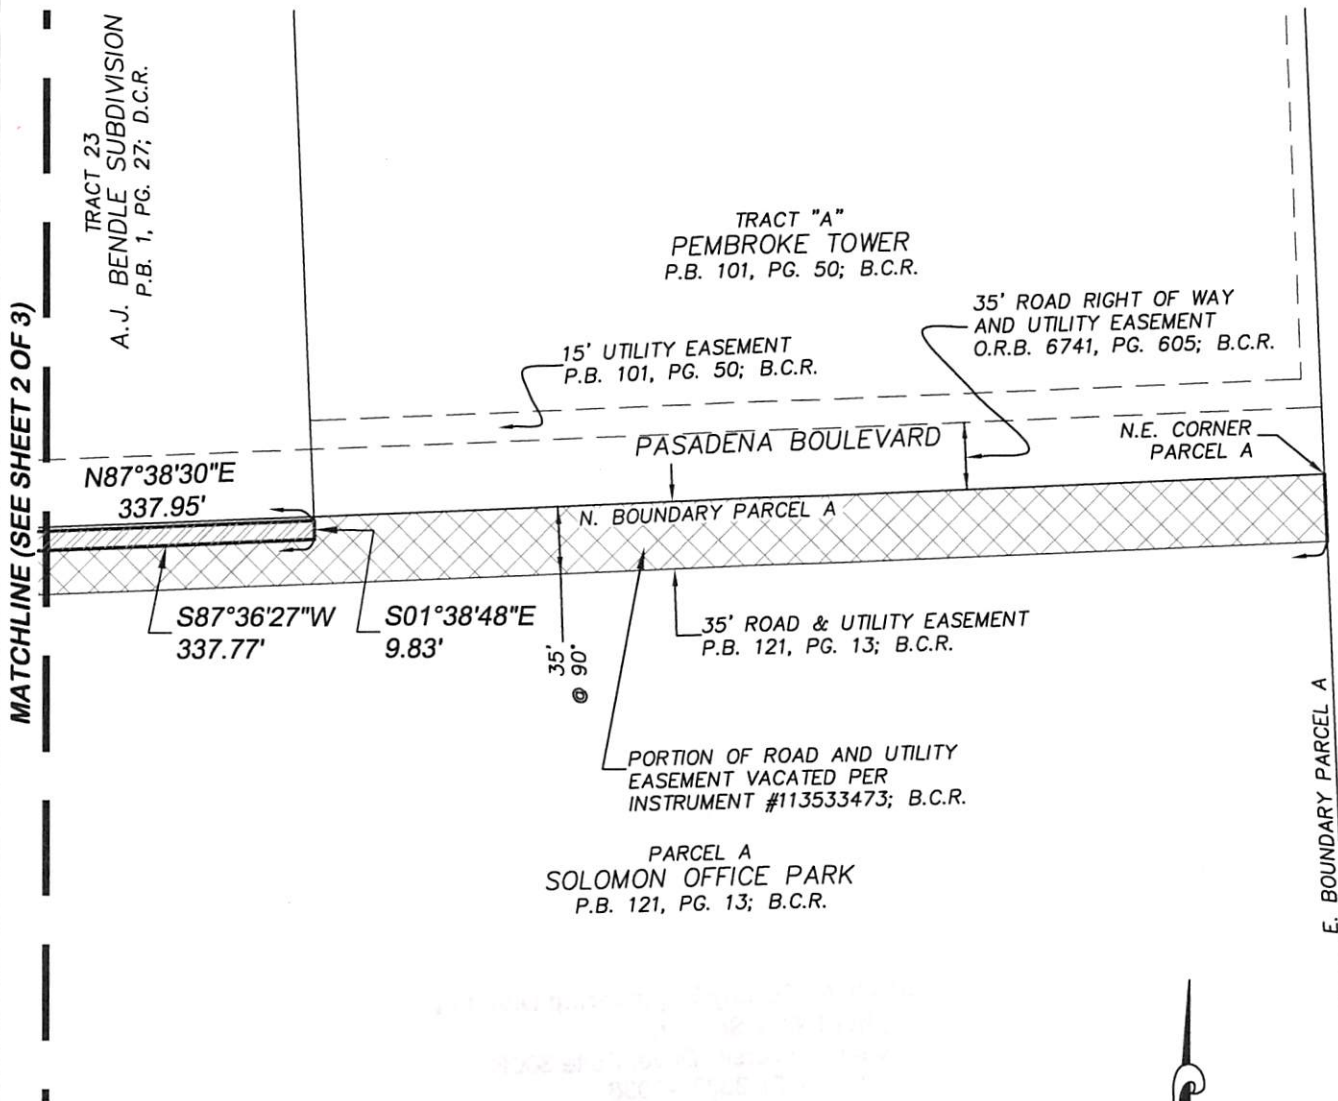 MATCHLINE (SEE SHEET 2 OF 3)
TRACT 23
A.J. BENDLE SUBDIVISION
P.B. 1, PG. 27; D.C.R.
TRACT "A"
PEMBROKE TOWER
P.B. 101, PG. 50; B.C.R.
35' ROAD RIGHT OF WAY
AND UTILITY EASEMENT
O.R.B. 6741, PG. 605; B.C.R.
15' UTILITY EASEMENT
P.B. 101, PG. 50; B.C.R.
PASADENA BOULEVARD
N.E. CORNER
PARCEL A
N87°38'30"E
337.95'
N. BOUNDARY PARCEL A
S87°36'27"W
337.77'
S01°38'48"E
9.83'
35'
@ 90°
35' ROAD & UTILITY EASEMENT
P.B. 121, PG. 13; B.C.R.
PORTION OF ROAD AND UTILITY
EASEMENT VACATED PER
INSTRUMENT #113533473; B.C.R.
PARCEL A
SOLOMON OFFICE PARK
P.B. 121, PG. 13; B.C.R.
E. BOUNDARY PARCEL A